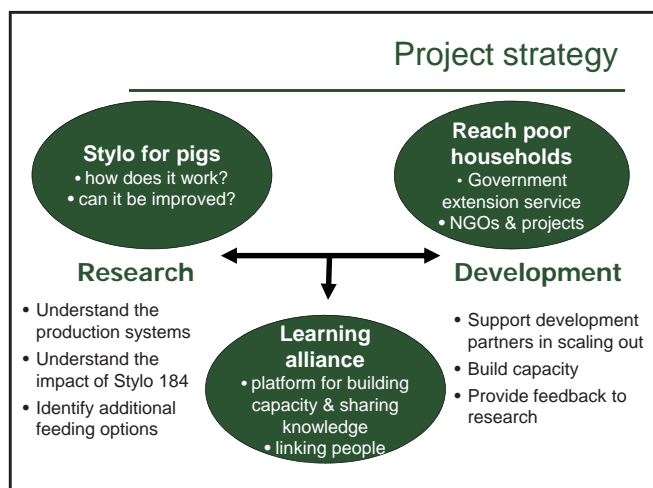 Project strategy
Stylo for pigs
• how does it work?
• can it be improved?
Reach poor
households
• Government
extension service
• NGOs & projects
Research
Development
• Understand the
production systems
• Understand the
impact of Stylo 184
• Identify additional
feeding options
Learning
alliance
• platform for building
capacity & sharing
knowledge
• linking people
• Support development
partners in scaling out
• Build capacity
• Provide feedback to
research